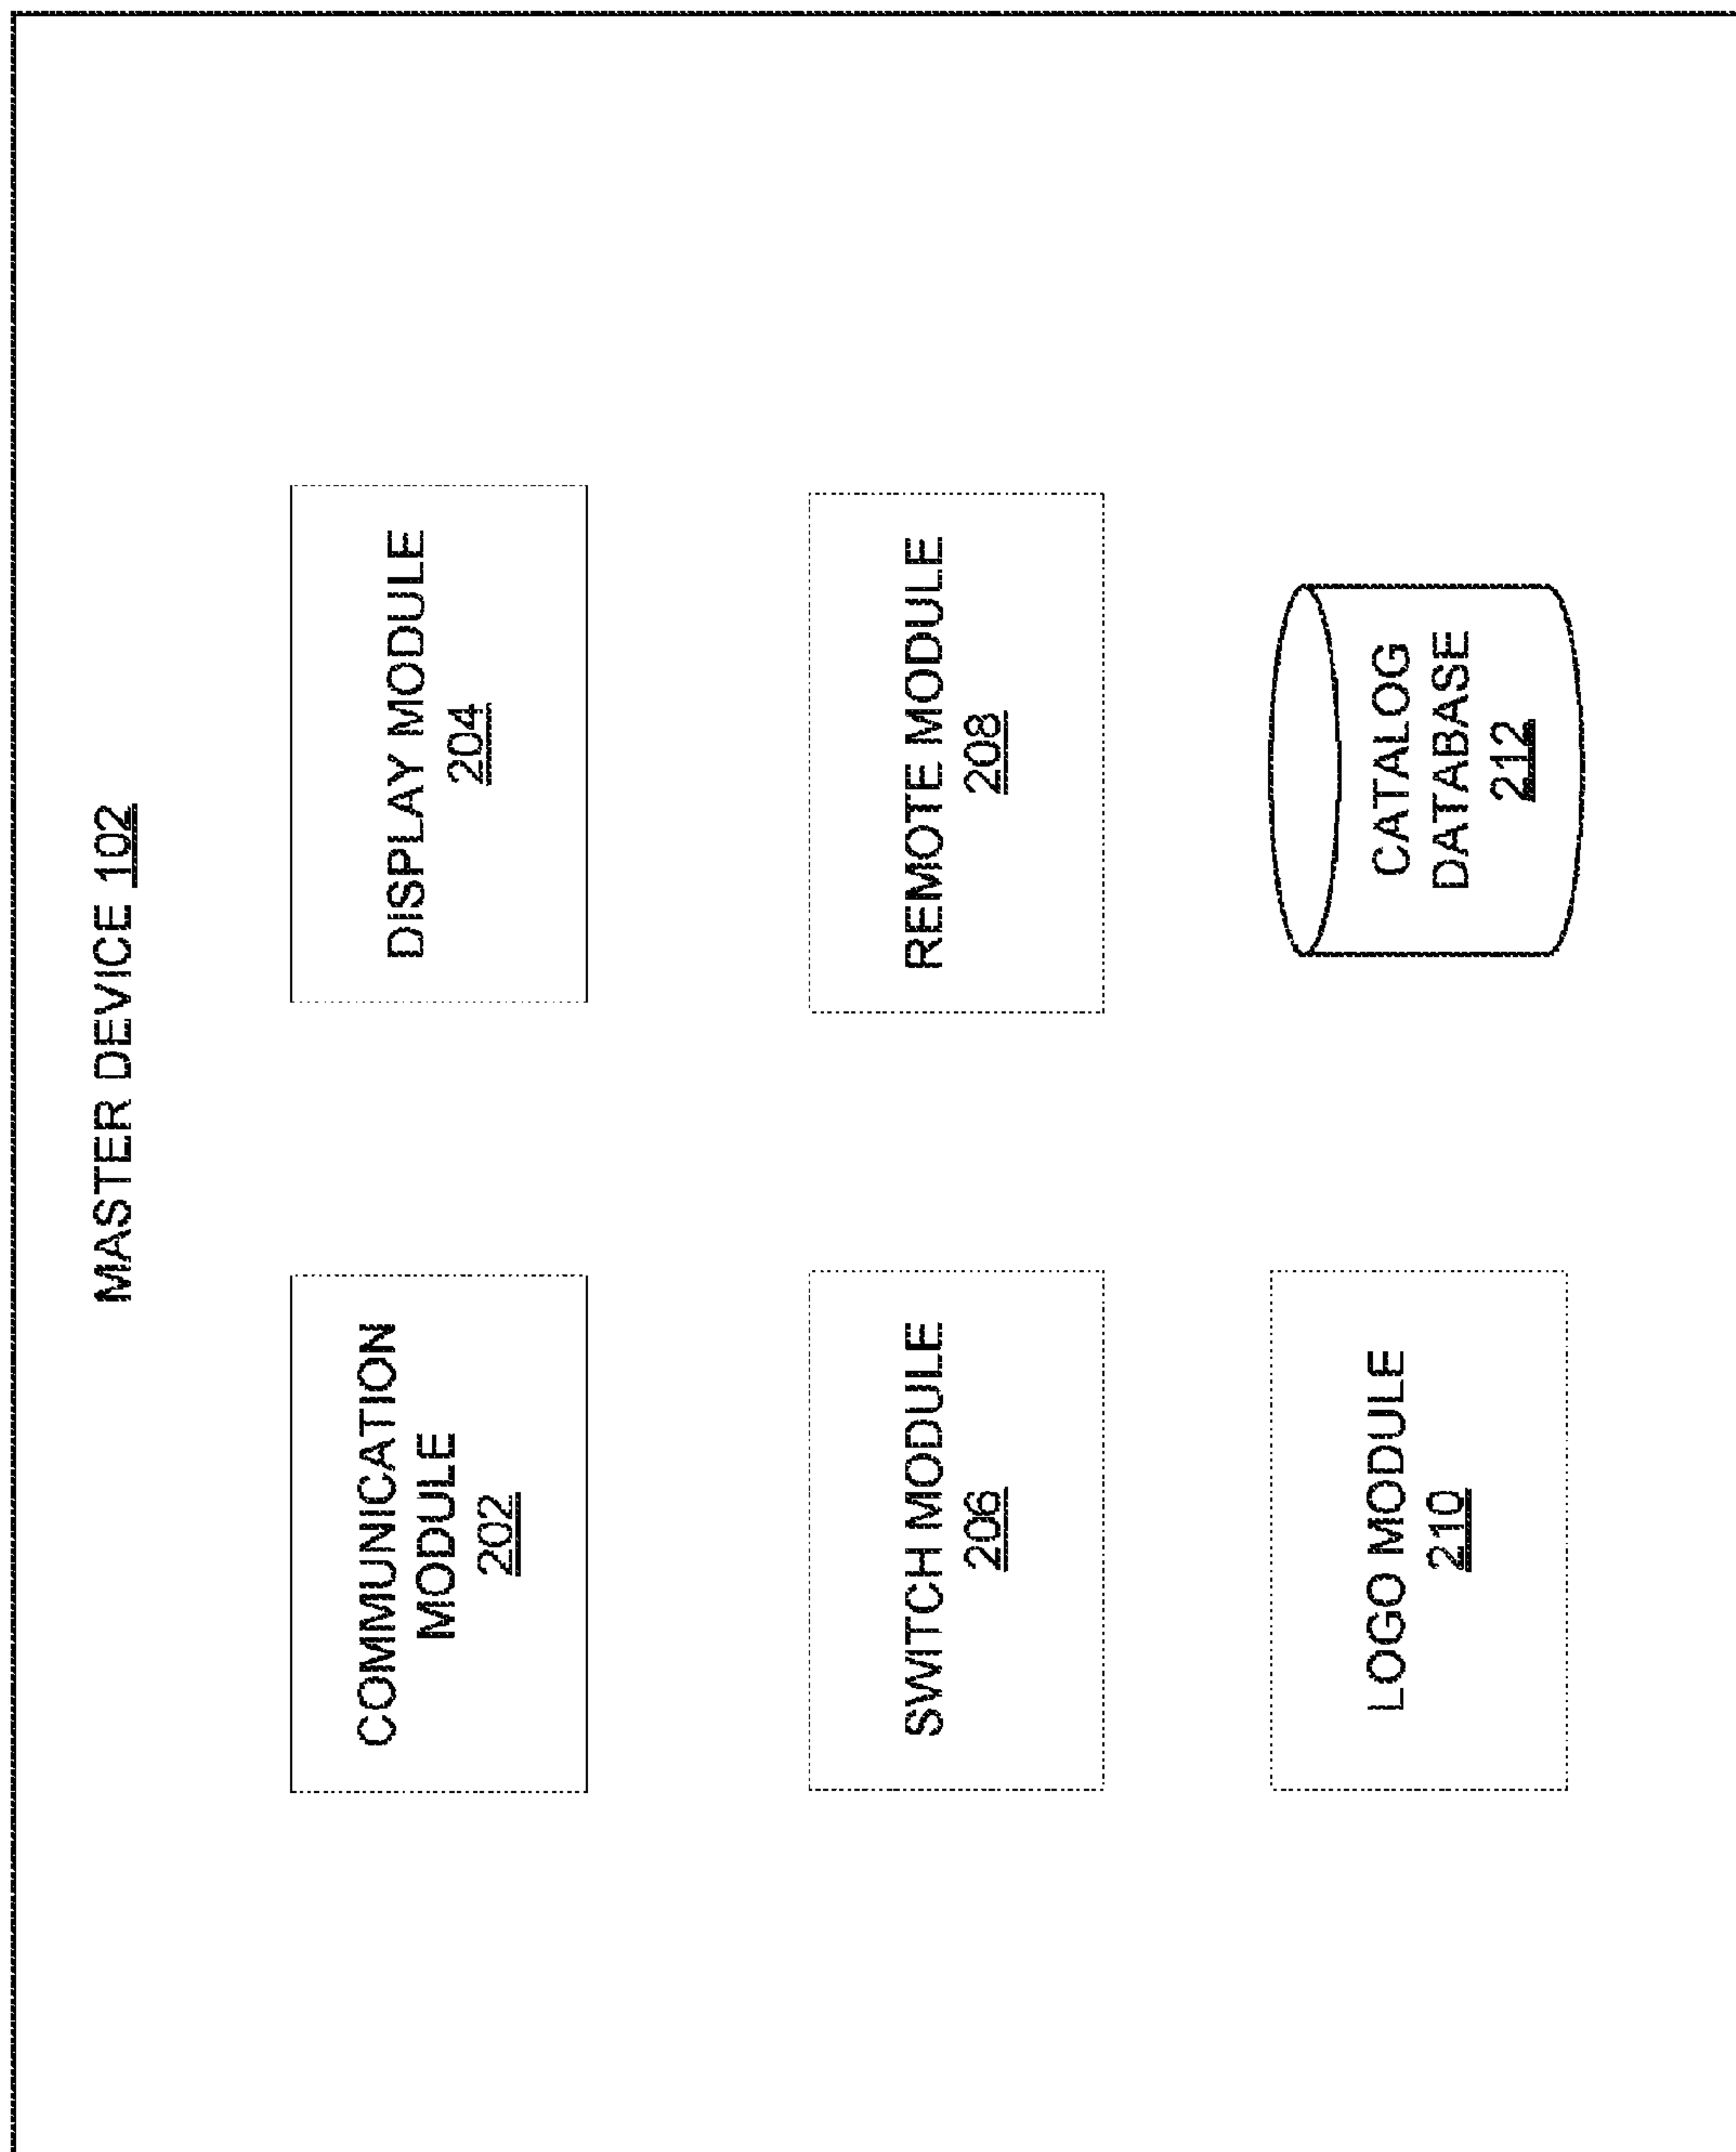 MASTER DEVICE 102
COMMUNICATION
MODULE
202
DISPLAY MODULE
204
SWITCH MODULE
206
REMOTE MODULE
208
LOGO MODULE
210
CATALOG
DATABASE
212